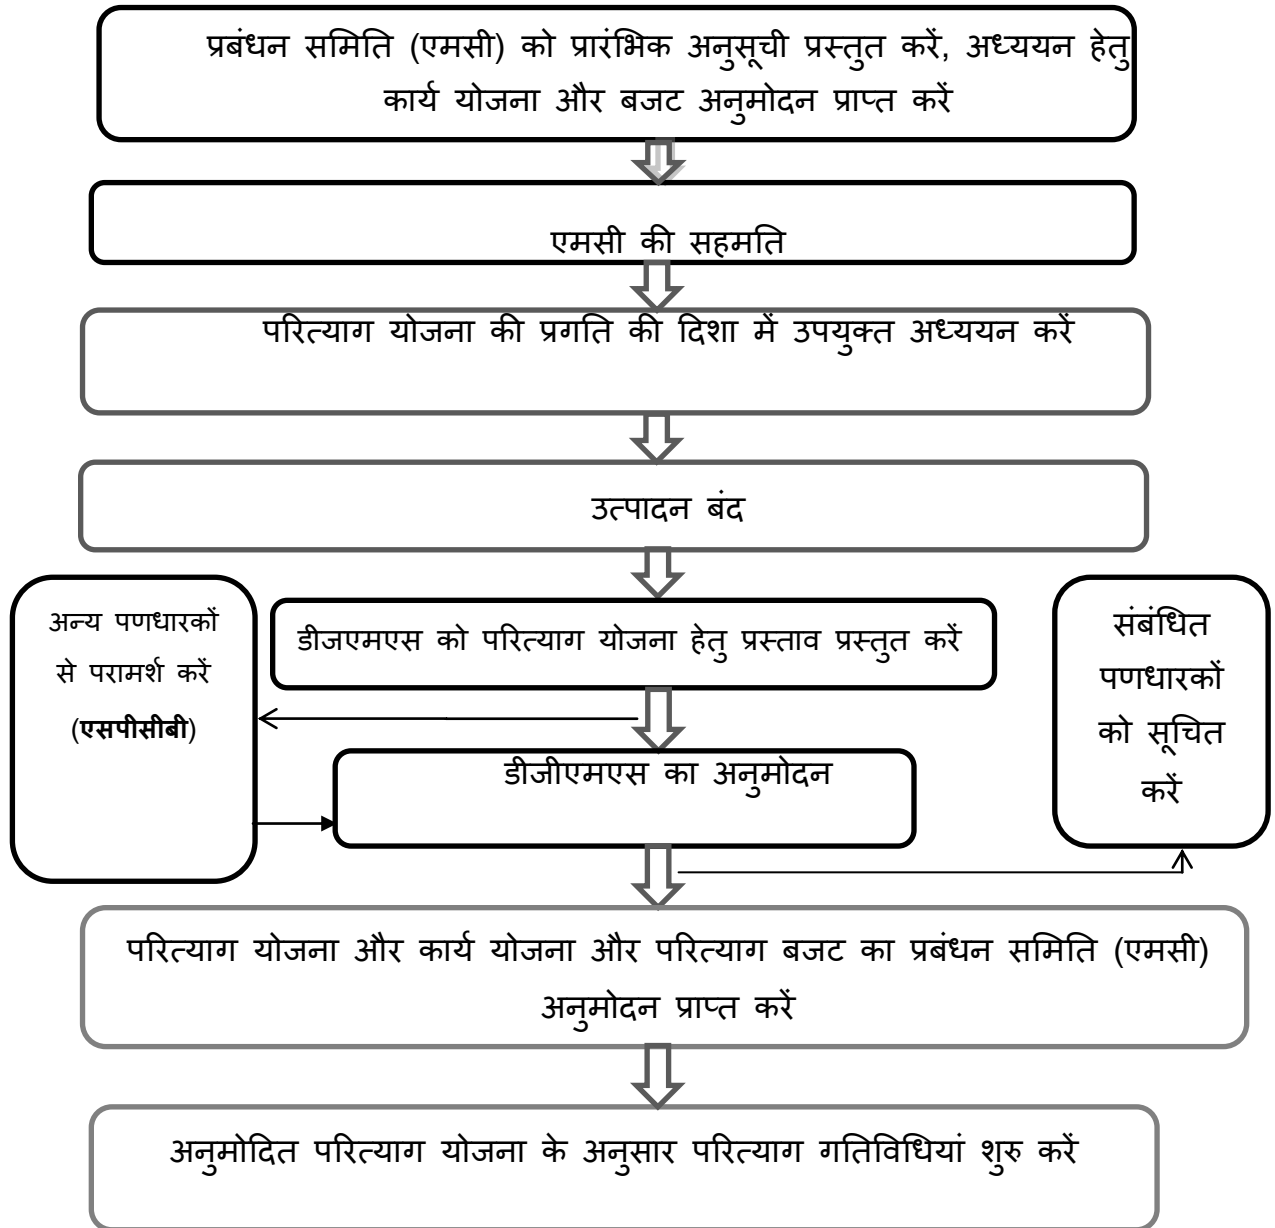 प्रबंधन समिति (एमसी) को प्रारंभिक अनुसूची प्रस्तुत करें, अध्ययन हेतु
कार्य योजना और बजट अनुमोदन प्राप्त करें
एमसी की सहमति
परित्याग योजना की प्रगति की दिशा में उपयुक्त अध्ययन करें
उत्पादन बंद
डीजएमएस को परित्याग योजना हेतु प्रस्ताव प्रस्तुत करें
अन्य पणधारकों
से परामर्श करें
(एसपीसीबी)
डीजीएमएस का अनुमोदन
संबंधित
पणधारकों
को सूचित
करें
परित्याग योजना और कार्य योजना और परित्याग बजट का प्रबंधन समिति (एमसी)
अनुमोदन प्राप्त करें
अनुमोदित परित्याग योजना के अनुसार परित्याग गतिविधियां शुरु करें